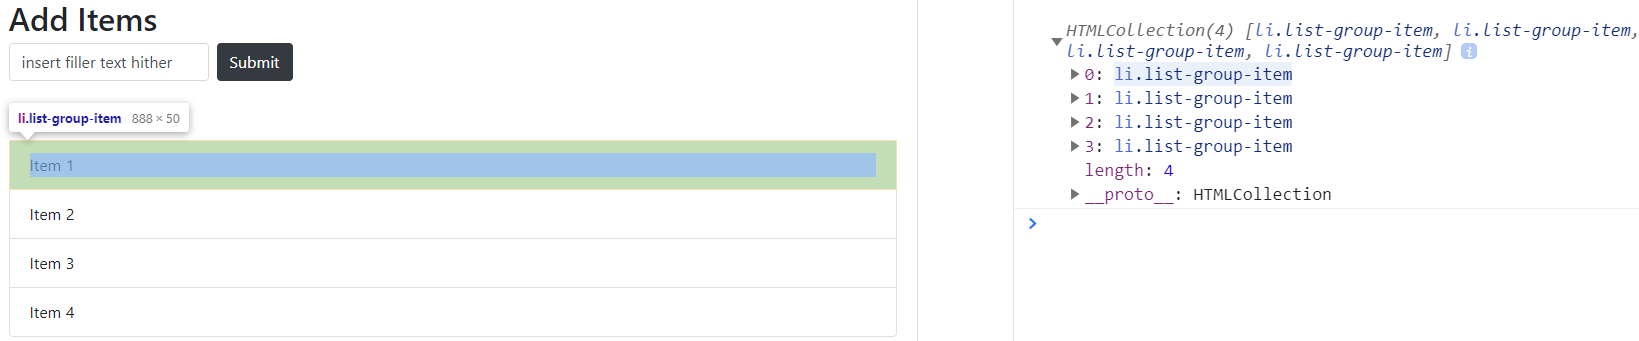 Add Items
insert filler text hither
Submit
li.list-group-item 888 × 50
Item 1
Item 2
Item 3
Item 4
HTMLCollection(4) [li.list-group-item, li.list-group-item,
li.list-group-item, li.list-group-item] i
0: li.list-group-item
1: li.list-group-item
2: li.list-group-item
3: li.list-group-item
length: 4
__proto__: HTMLCollection